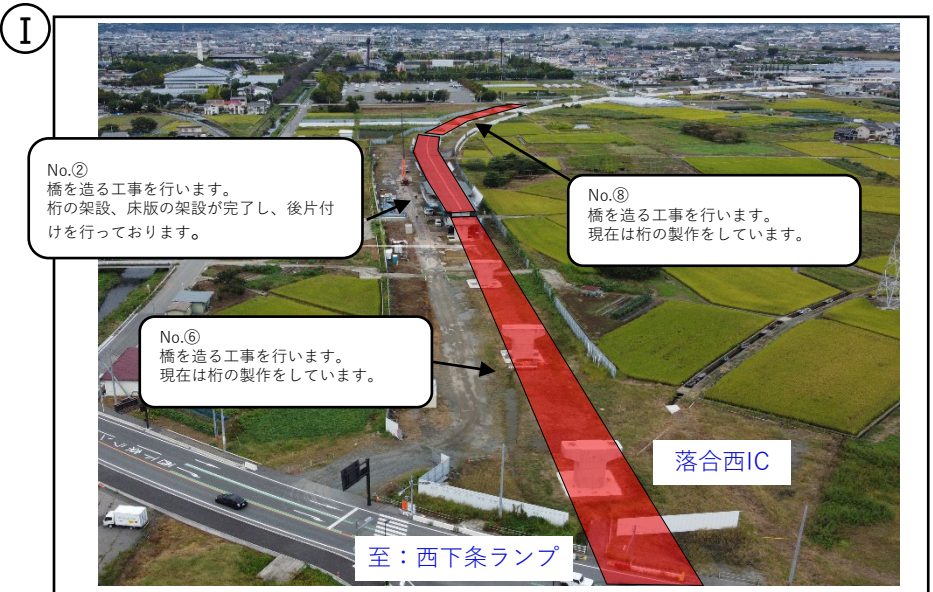 I
No.②
橋を造る工事を行います。
桁の架設、床版の架設が完了し、後片付
けを行っております。
No.⑧
橋を造る工事を行います。
現在は桁の製作をしています。
No.⑥
橋を造る工事を行います。
現在は桁の製作をしています。
落合西IC
至：西下条ランプ